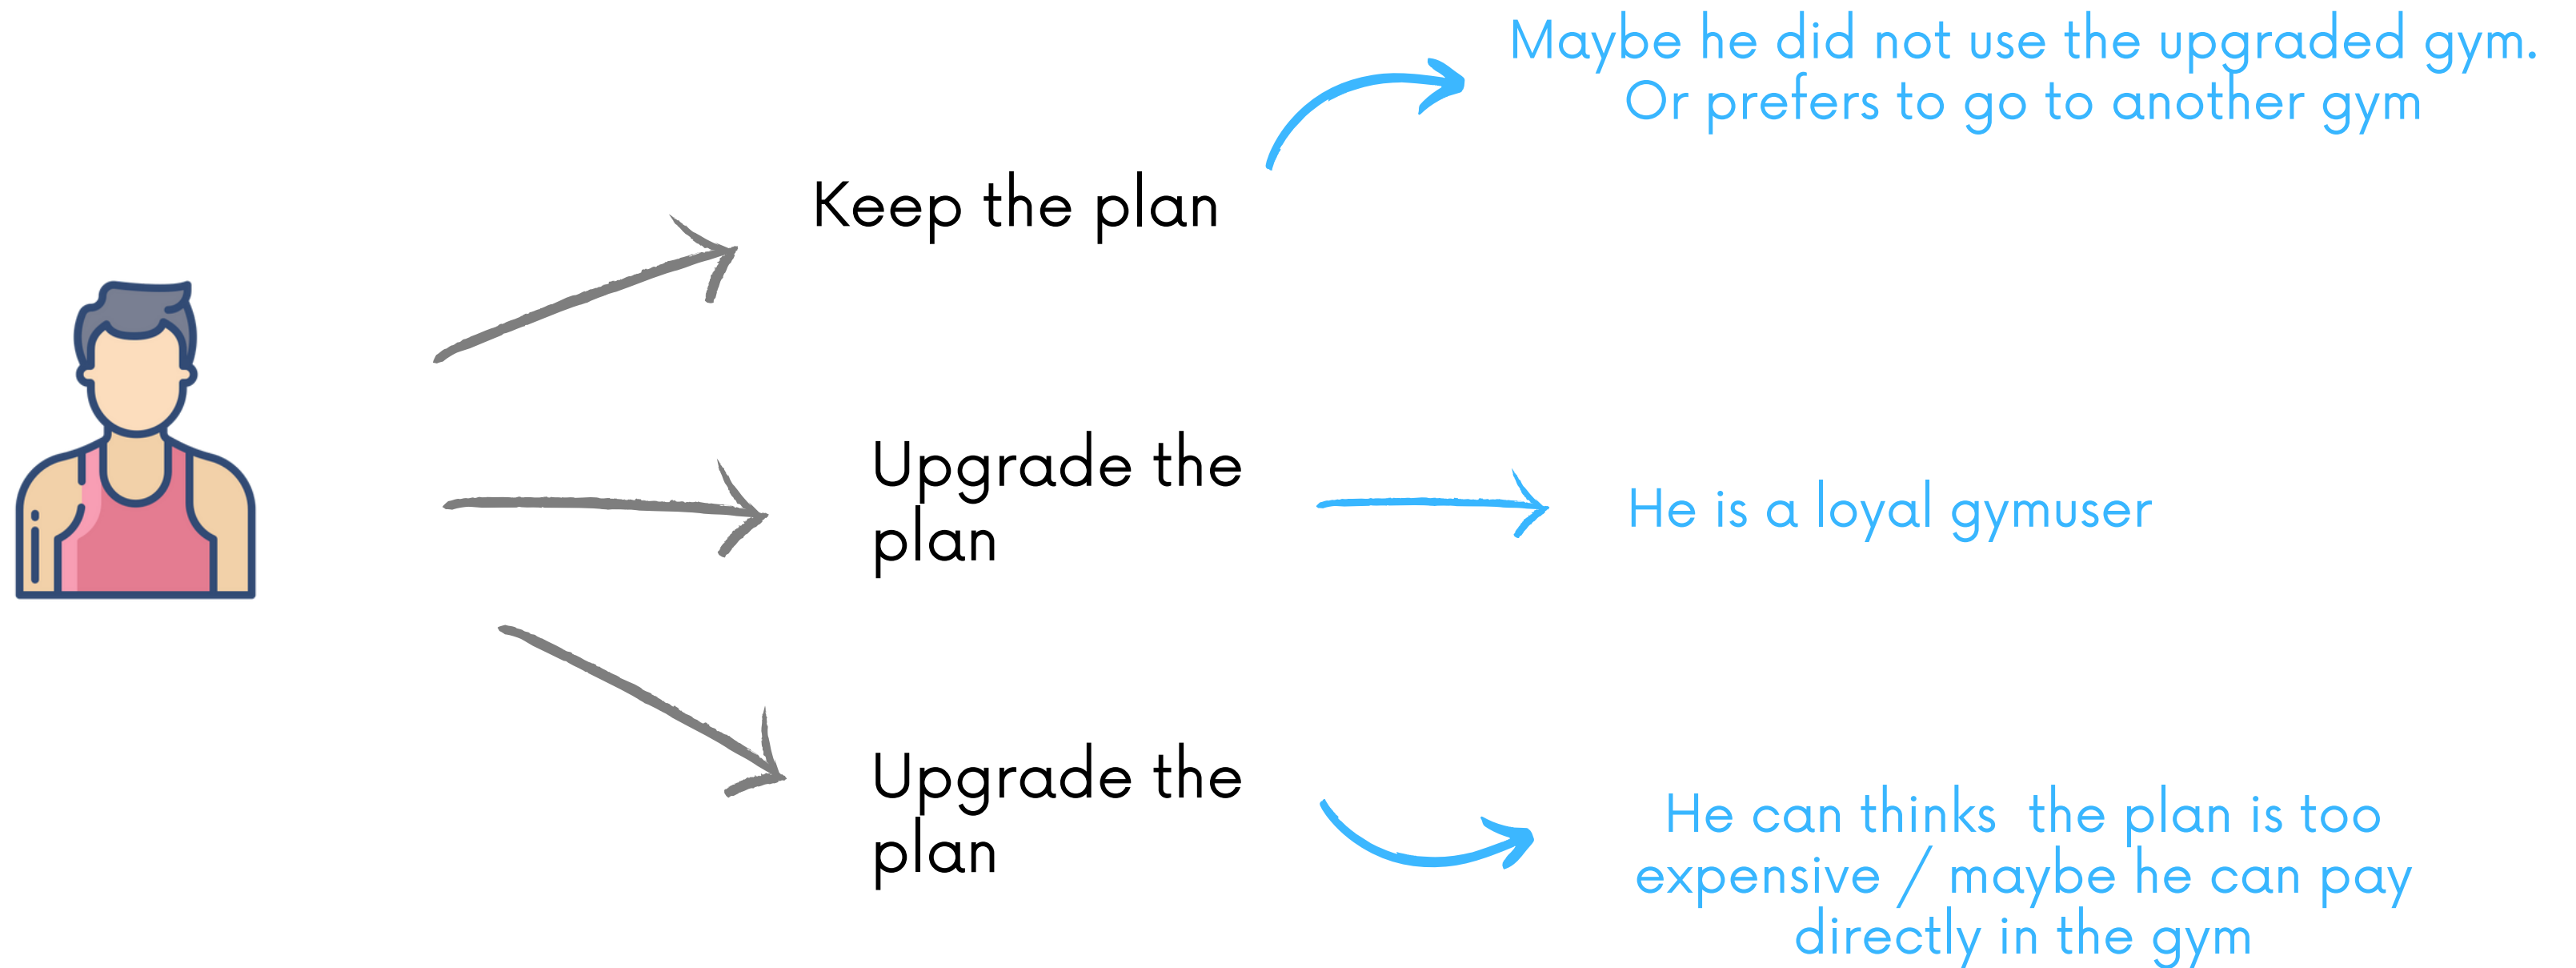 Maybe he did not use the upgraded gym.
Or prefers to go to another gym
Keep the plan
Upgrade the
plan
He is a loyal gymuser
Upgrade the
plan
He can thinks the plan is too
expensive / maybe he can pay
directly in the gym